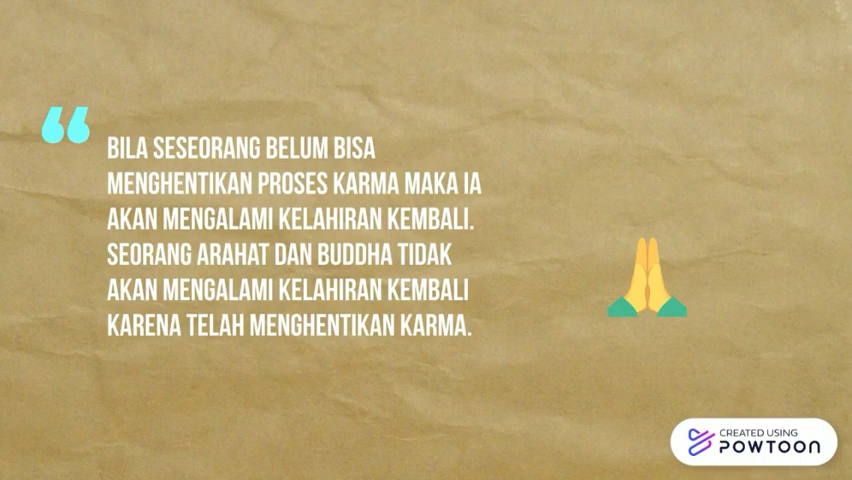 BILA SESEORANG BELUM BISA
MENGHENTIKAN PROSES KARMA MAKA IA
AKAN MENGALAMI KELAHIRAN KEMBALI.
SEORANG ARAHAT DAN BUDDHA TIDAK
AKAN MENGALAMI KELAHIRAN KEMBALI
KARENA TELAH MENGHENTIKAN KARMA.
CREATED USING
POWTOON